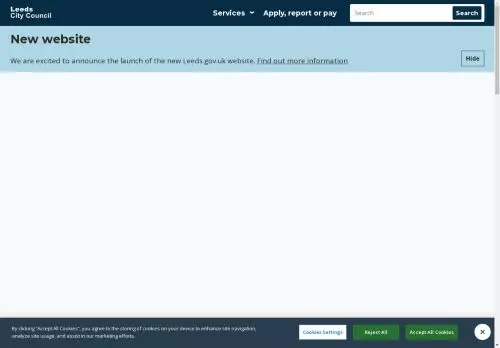 Leeds
City Council
Services
Apply, report or pay
Search
Search
New website
We are excited to announce the launch of the new Leeds.gov.uk website. Find out more information.
Hide
By clicking "Accept All Cookies", you agree to the storing of cookies on your device to enhance site navigation,
analyze site usage, and assist in our marketing efforts.
Cookies Settings
Reject All
Accept All Cookies